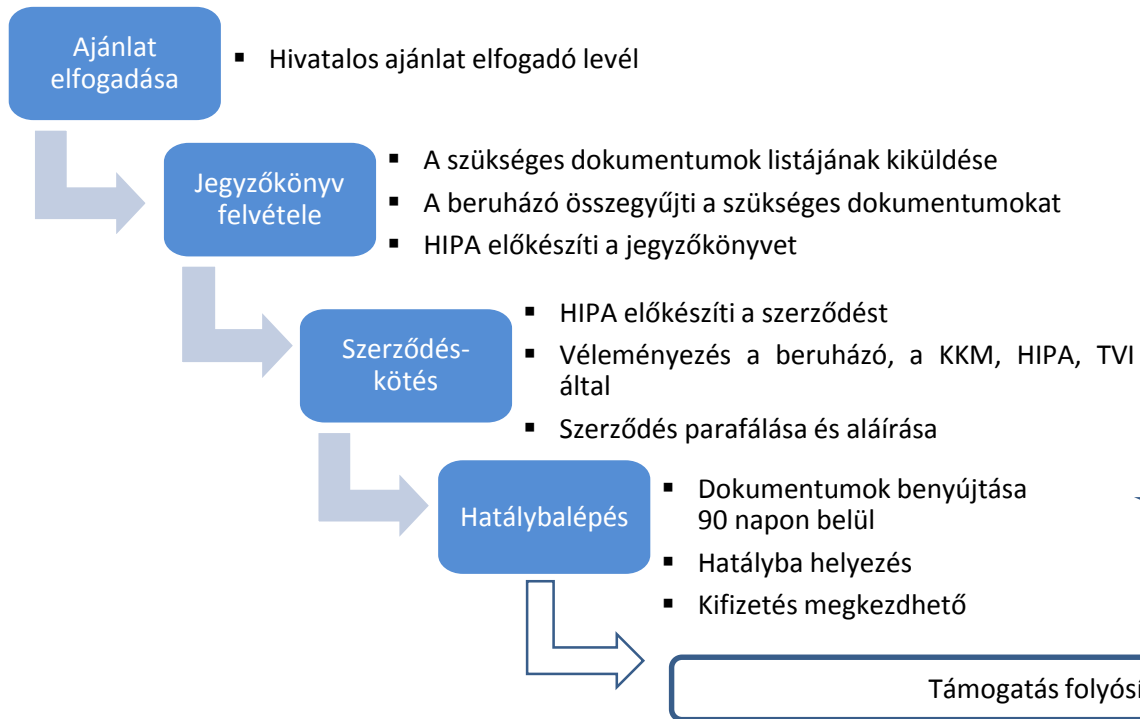 Ajánlat
elfogadása
▪ Hivatalos ajánlat elfogadó levél
Jegyzőkönyv
felvétele
▪ A szükséges dokumentumok listájának kiküldése
▪ A beruházó összegyűjti a szükséges dokumentumokat
▪ HIPA előkészíti a jegyzőkönyvet
Szerződés-
kötés
▪ HIPA előkészíti a szerződést
▪ Véleményezés a beruházó, a KKM, HIPA, TVI
által
▪ Szerződés parafálása és aláírása
Hatálybalépés
▪ Dokumentumok benyújtása
90 napon belül
▪ Hatályba helyezés
▪ Kifizetés megkezdhető
Támogatás